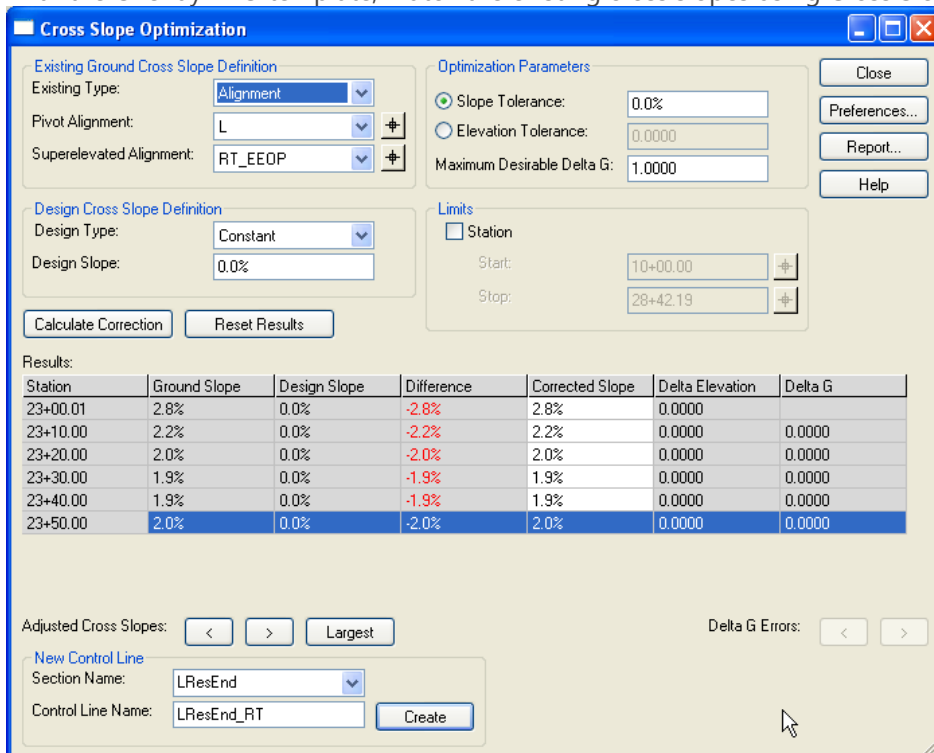 Cross Slope Optimization
Existing Ground Cross Slope Definition
Existing Type: Alignment
Pivot Alignment: L
Superelevated Alignment: RT_EEOP
Optimization Parameters
Slope Tolerance: 0.0%
Elevation Tolerance: 0.0000
Maximum Desirable Delta G: 1.0000
Close
Preferences...
Report...
Help
Design Cross Slope Definition
Design Type: Constant
Design Slope: 0.0%
Limits
Station
Start: 10+00.00
Stop: 28+42.19
Calculate Correction Reset Results
Results:
Station Ground Slope Design Slope Difference Corrected Slope Delta Elevation Delta G
23+00.01 2.8% 0.0% -2.8% 2.8% 0.0000
23+10.00 2.2% 0.0% -2.2% 2.2% 0.0000 0.0000
23+20.00 2.0% 0.0% -2.0% 2.0% 0.0000 0.0000
23+30.00 1.9% 0.0% -1.9% 1.9% 0.0000 0.0000
23+40.00 1.9% 0.0% -1.9% 1.9% 0.0000 0.0000
23+50.00 2.0% 0.0% -2.0% 2.0% 0.0000 0.0000
Adjusted Cross Slopes: < > Largest
Delta G Errors: < >
New Control Line
Section Name: LResEnd
Control Line Name: LResEnd_RT Create